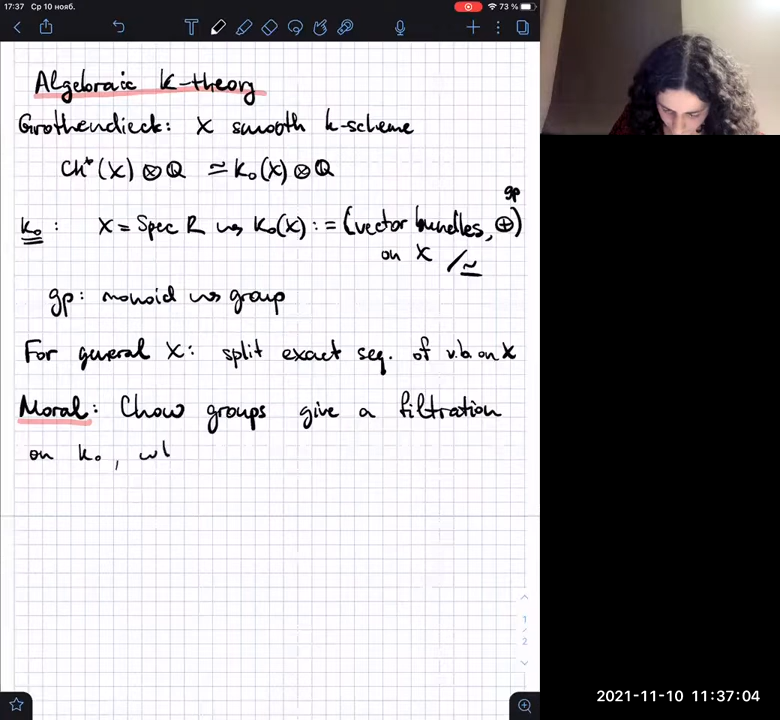 17:37 Ср 10 нояб.
73 %
Algebraic K-theory
Grothendieck: X smooth k-scheme
CH*(X) ⊗ Q ≃ K₀(X) ⊗ Q
K₀ : X = Spec R ⇝ K₀(X) := (vector bundles, ⊕)^gp
on X /≃
gp: monoid ⇝ group
For general X: split exact seq. of v.b. on X
Moral: Chow groups give a filtration
on K₀, wh
1
2
2021-11-10 11:37:04